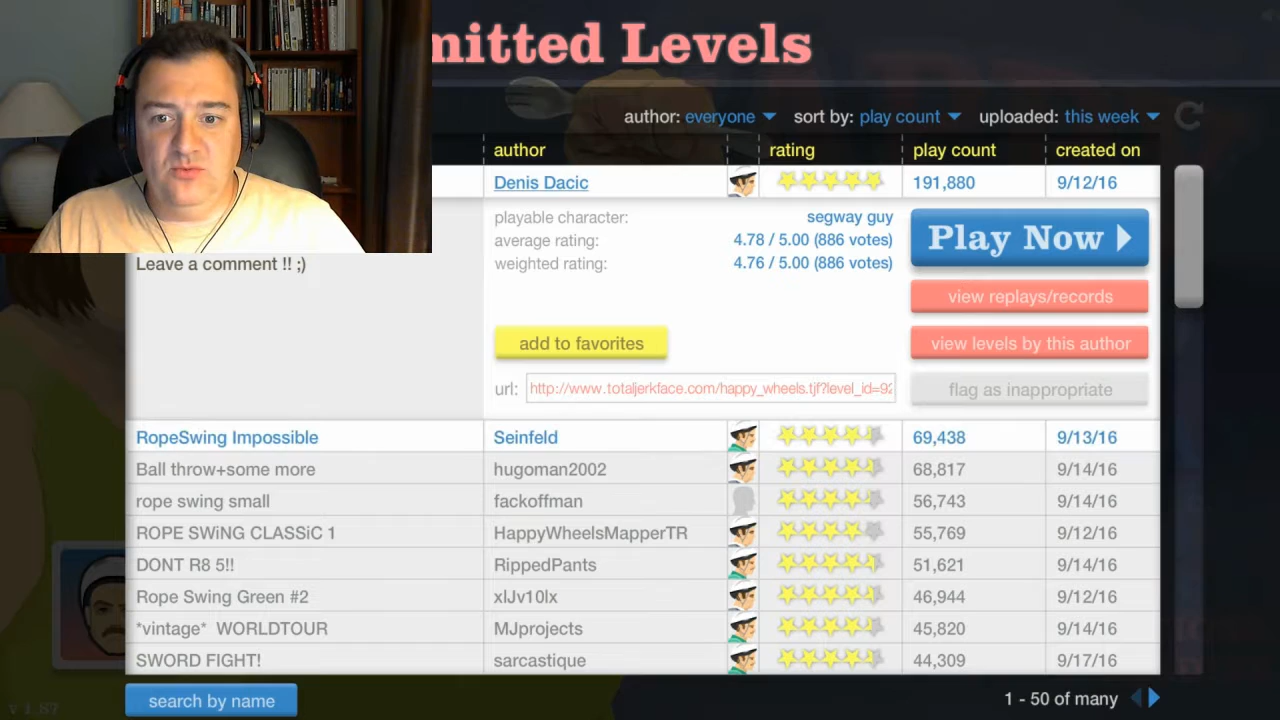 mitted Levels
author: everyone sort by: play count uploaded: this week
author rating play count created on
Denis Dacic 191,880 9/12/16
playable character: segway guy
average rating: 4.78 / 5.00 (886 votes)
weighted rating: 4.76 / 5.00 (886 votes)
Play Now
Leave a comment !! ;)
view replays/records
add to favorites
view levels by this author
url: http://www.totaljerkface.com/happy_wheels.tjf?level_id=92
flag as inappropriate
RopeSwing Impossible Seinfeld 69,438 9/13/16
Ball throw+some more hugoman2002 68,817 9/14/16
rope swing small fackoffman 56,743 9/14/16
ROPE SWiNG CLASSiC 1 HappyWheelsMapperTR 55,769 9/12/16
DONT R8 5!! RippedPants 51,621 9/14/16
Rope Swing Green #2 xlJv10lx 46,944 9/12/16
*vintage* WORLDTOUR MJprojects 45,820 9/14/16
SWORD FIGHT! sarcastique 44,309 9/17/16
search by name
1 - 50 of many
v 1.87